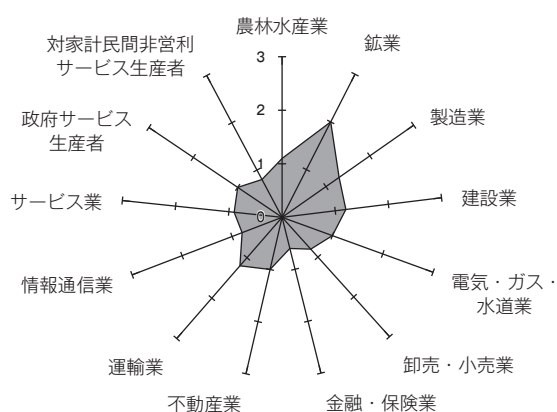 農林水産業
鉱業
製造業
建設業
電気・ガス・
水道業
卸売・小売業
金融・保険業
不動産業
運輸業
情報通信業
サービス業
政府サービス
生産者
対家計民間非営利
サービス生産者
3
2
1
0